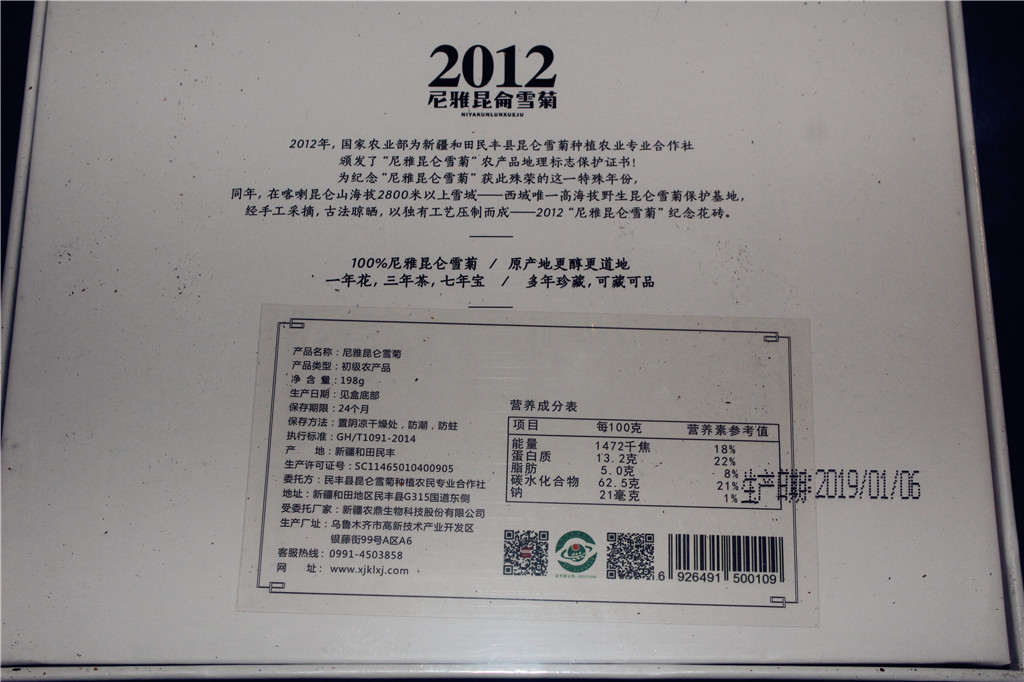 2012
尼雅昆侖雪菊
NIYAKUNLUNXUEJU
2012年，国家农业部为新疆和田民丰县昆仑雪菊种植农业专业合作社
颁发了“尼雅昆仑雪菊”农产品地理标志保护证书！
为纪念“尼雅昆仑雪菊”获此殊荣的这一特殊年份，
同年，在喀喇昆仑山海拔2800米以上雪域——西域唯一高海拔野生昆仑雪菊保护基地，
经手工采摘，古法晾晒，以独有工艺压制而成——2012“尼雅昆仑雪菊”纪念花砖。
100%尼雅昆仑雪菊 / 原产地更醇更道地
一年花，三年茶，七年宝 / 多年珍藏，可藏可品
产品名称：尼雅昆仑雪菊
产品类型：初级农产品
净 含 量：198g
生产日期：见盒底部
保存期限：24个月
保存方法：置阴凉干燥处，防潮，防蛀
执行标准：GH/T1091-2014
产 地：新疆和田民丰
生产许可证号：SC11465010400905
委托方：民丰县昆仑雪菊种植农民专业合作社
地址：新疆和田地区民丰县G315国道东侧
受委托厂家：新疆农鼎生物科技股份有限公司
生产厂址：乌鲁木齐市高新技术产业开发区
银藤街99号A区A6
客服热线：0991-4503858
网 址：www.xjklxj.com
营养成分表
项目 每100克 营养素参考值
能量 1472千焦 18%
蛋白质 13.2克 22%
脂肪 5.0克 8%
碳水化合物 62.5克 21%
钠 21毫克 1%
生产日期:2019/01/06
6 926491 500109